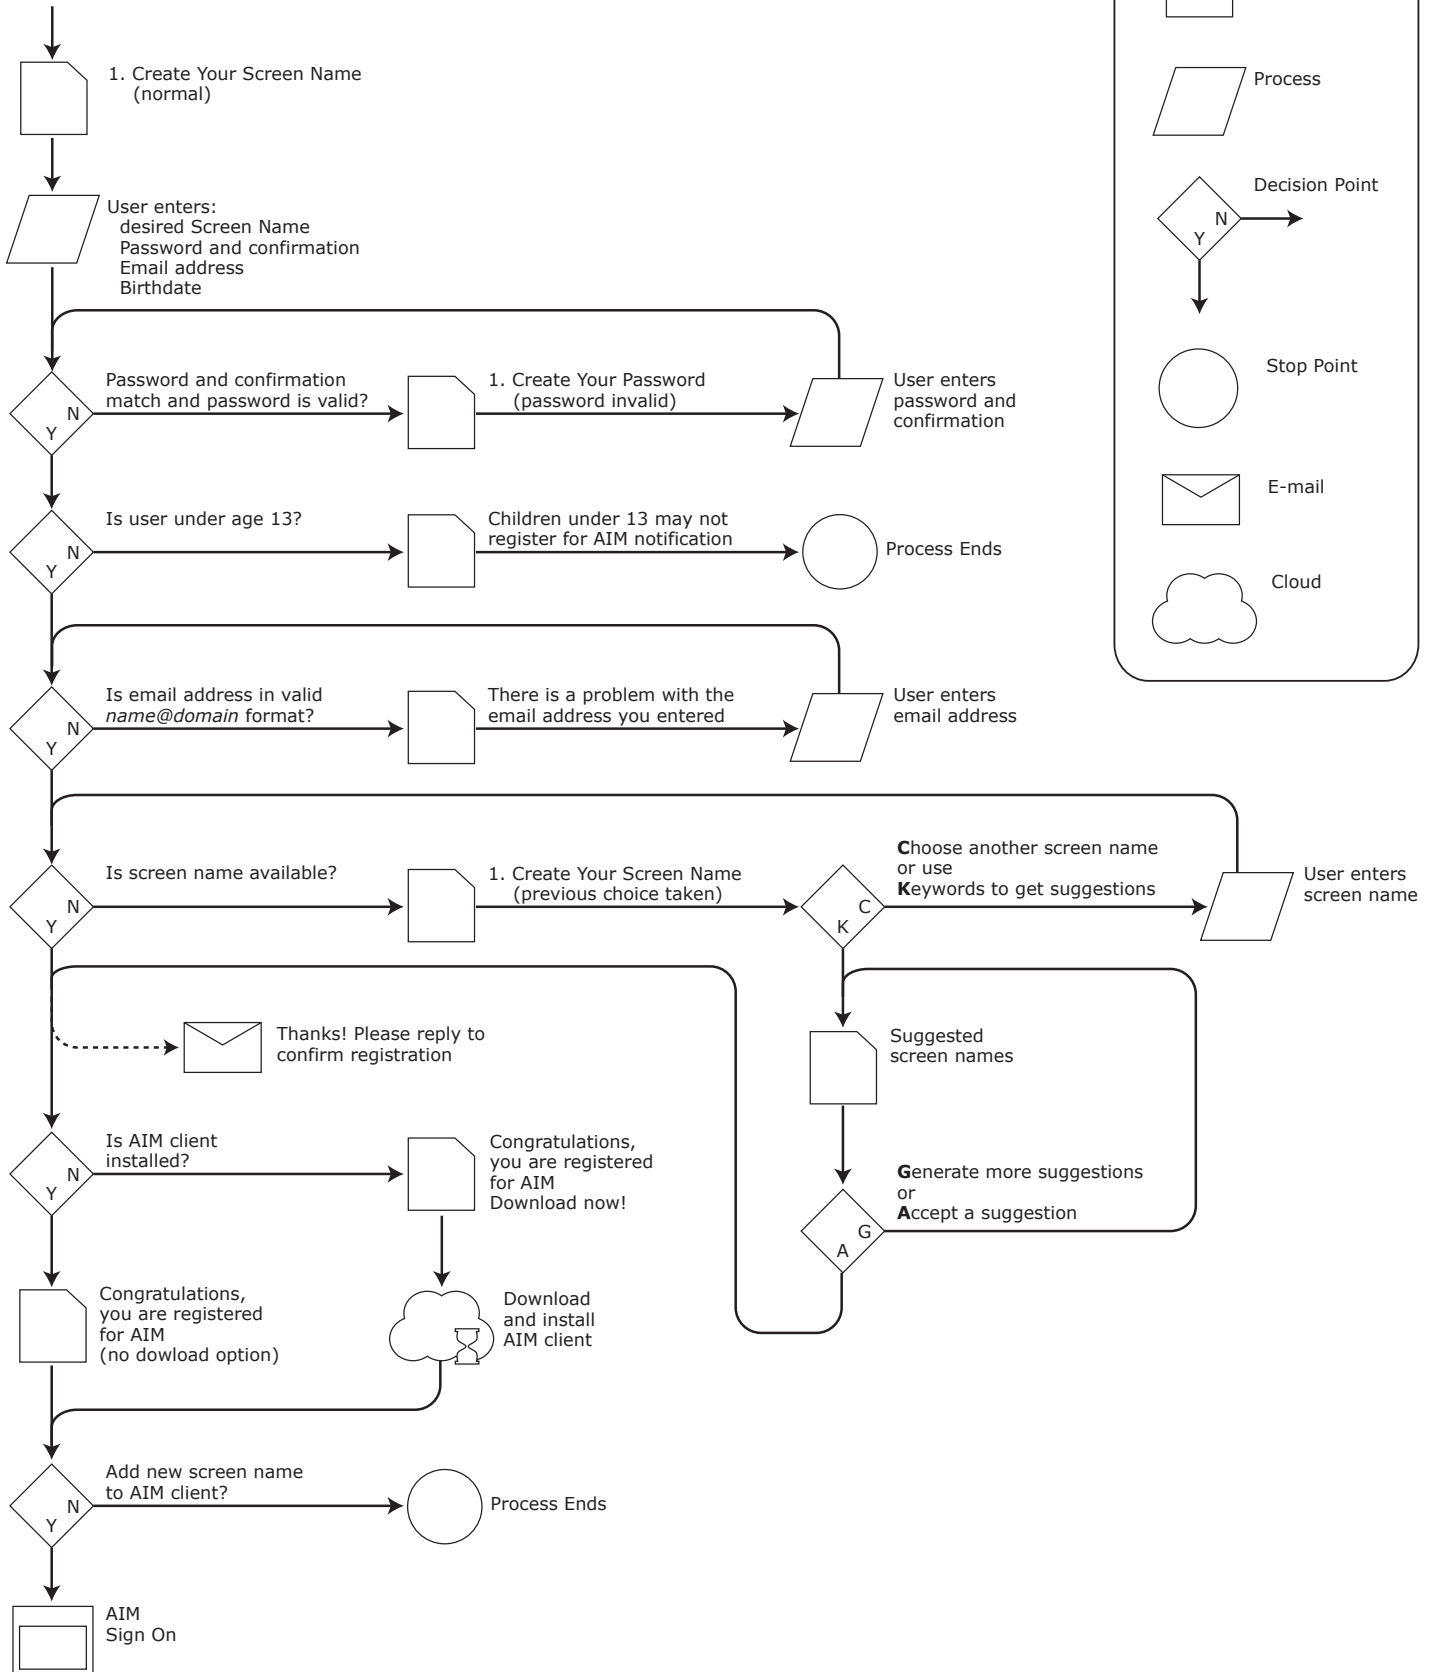 1. Create Your Screen Name
(normal)
Process
Decision Point
N
Y
Stop Point
E-mail
Cloud
User enters:
desired Screen Name
Password and confirmation
Email address
Birthdate
Password and confirmation
match and password is valid?
N
Y
1. Create Your Password
(password invalid)
User enters
password and
confirmation
Is user under age 13?
N
Y
Children under 13 may not
register for AIM notification
Process Ends
Is email address in valid
name@domain format?
N
Y
There is a problem with the
email address you entered
User enters
email address
Is screen name available?
N
Y
1. Create Your Screen Name
(previous choice taken)
C
K
Choose another screen name
or use
Keywords to get suggestions
User enters
screen name
Thanks! Please reply to
confirm registration
Suggested
screen names
Is AIM client
installed?
N
Y
Congratulations,
you are registered
for AIM
Download now!
Generate more suggestions
or
Accept a suggestion
G
A
Congratulations,
you are registered
for AIM
(no dowload option)
Download
and install
AIM client
Add new screen name
to AIM client?
N
Y
Process Ends
AIM
Sign On